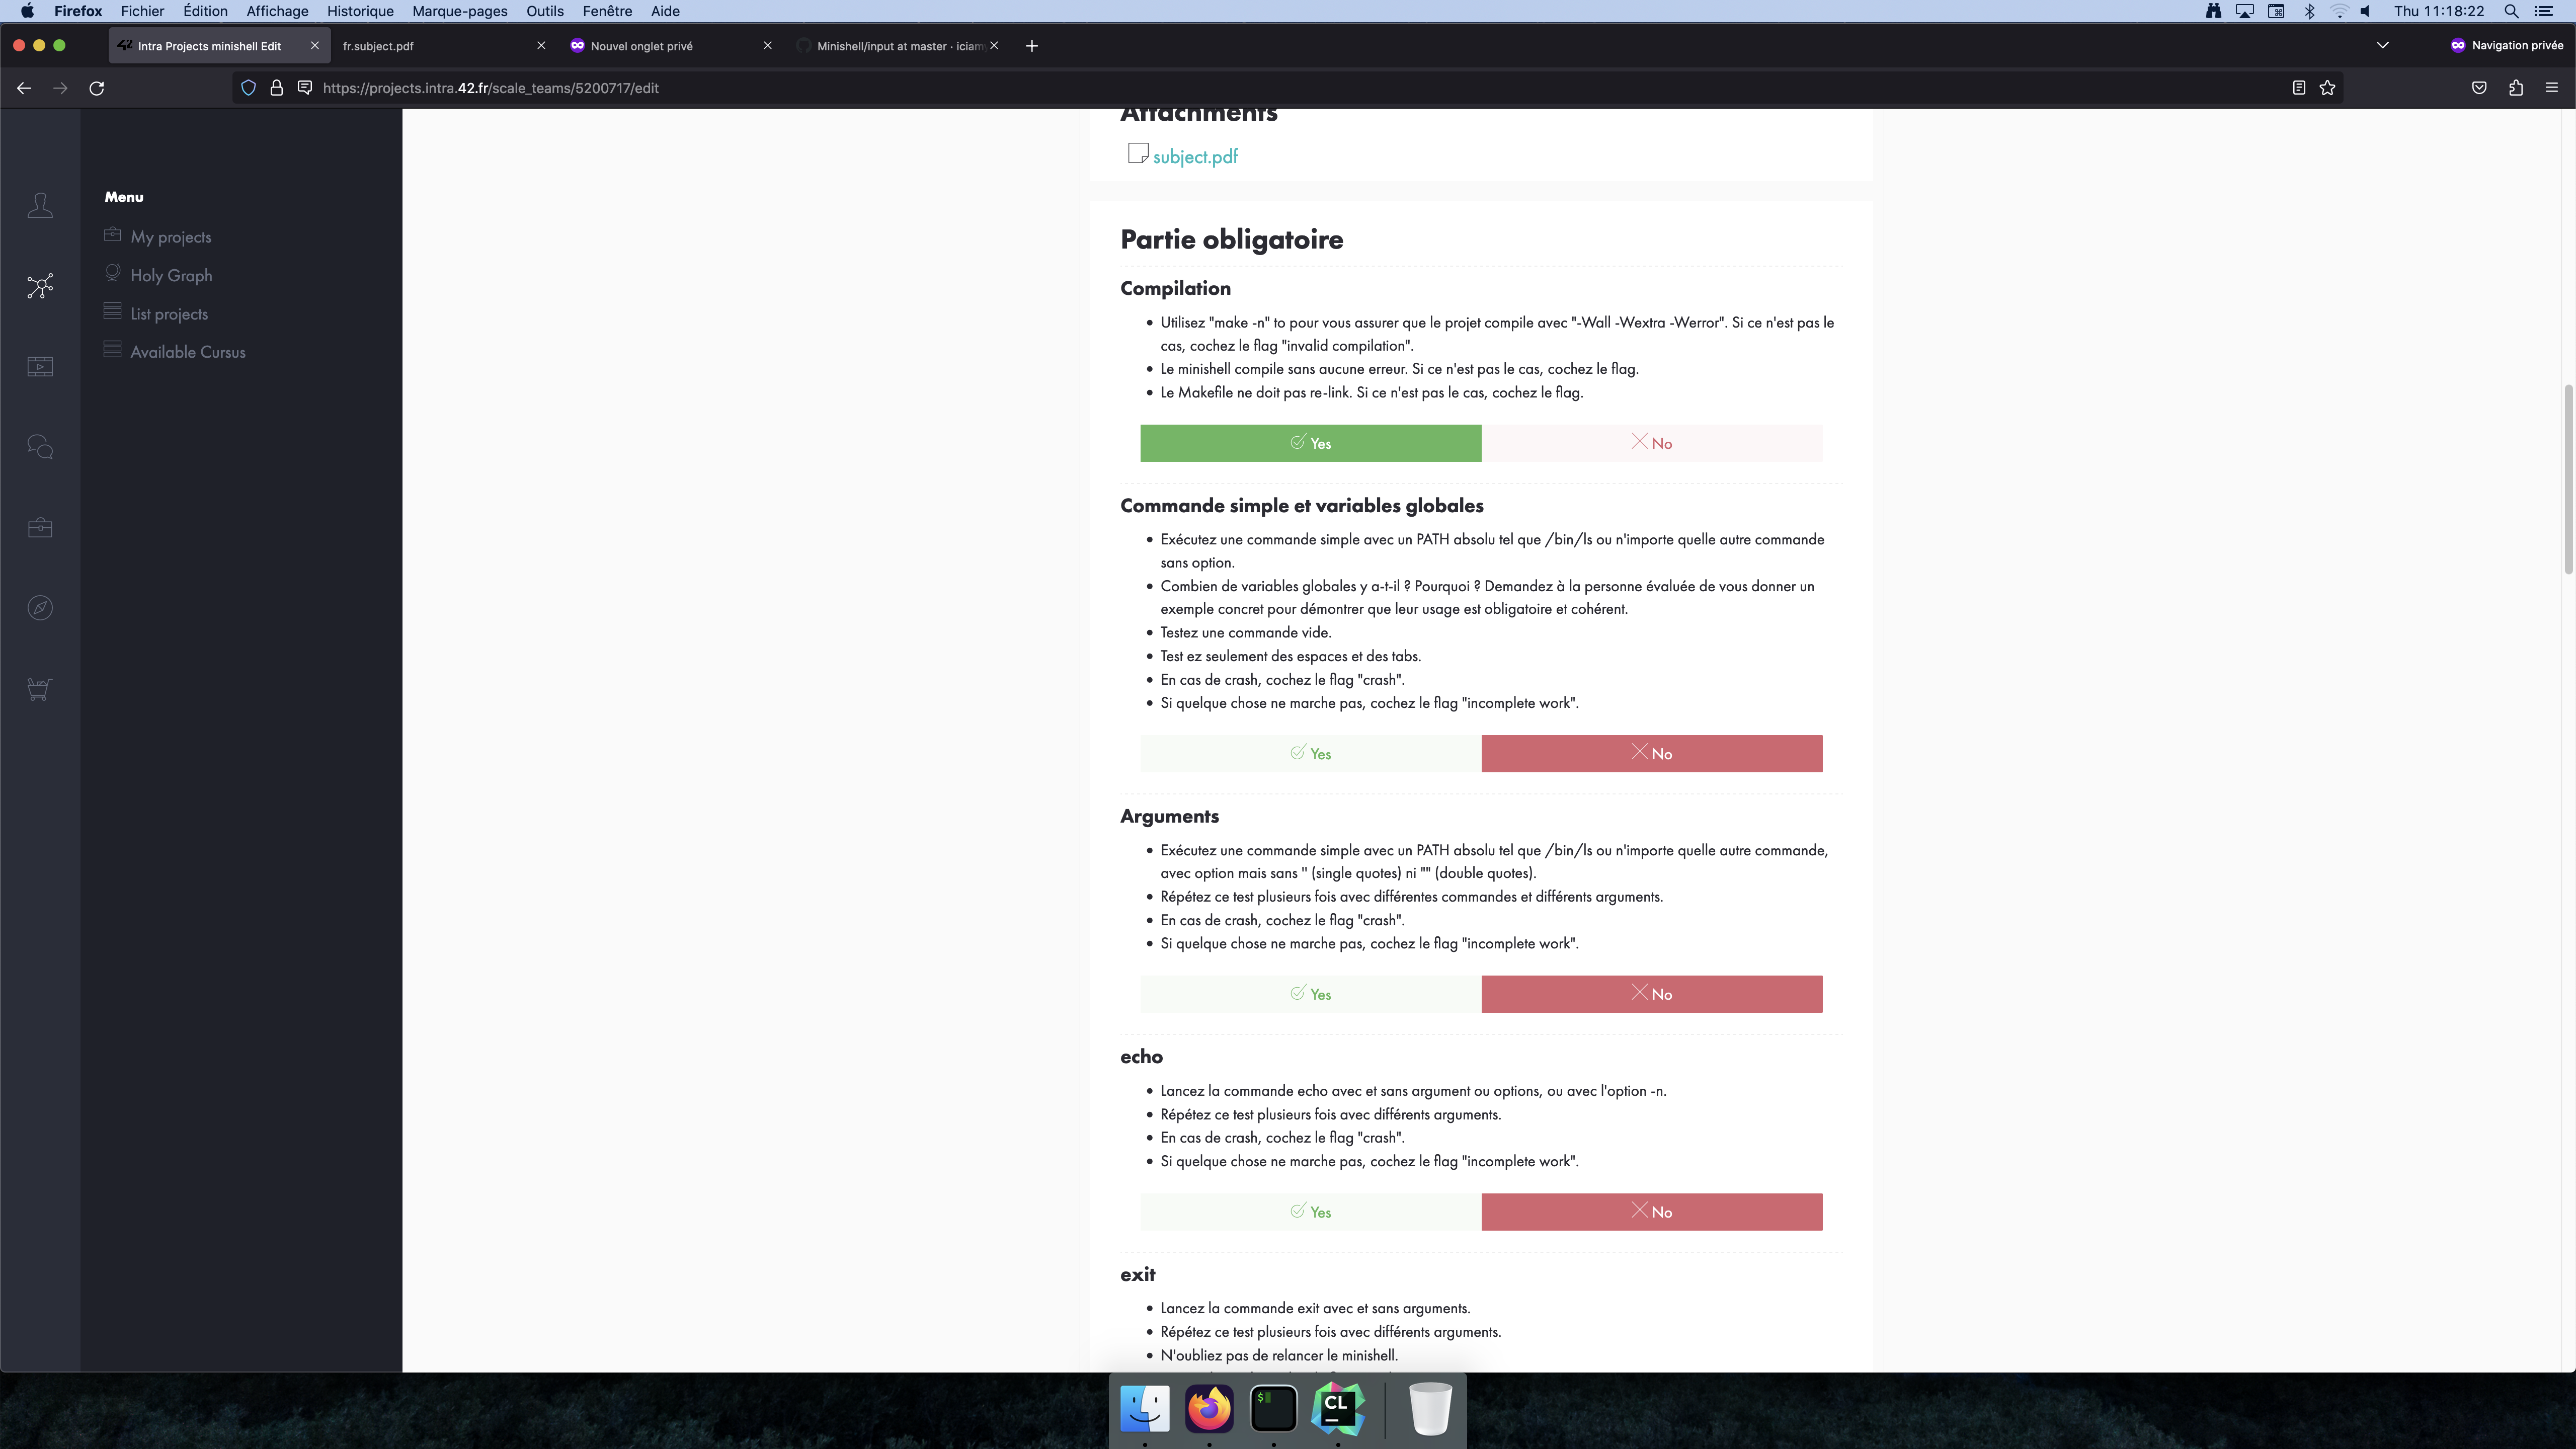 Firefox Fichier Édition Affichage Historique Marque-pages Outils Fenêtre Aide
Thu 11:18:22
42 Intra Projects minishell Edit
fr.subject.pdf
Nouvel onglet privé
Minishell/input at master · iciam
Navigation privée
https://projects.intra.42.fr/scale_teams/5200717/edit
Menu
My projects
Holy Graph
List projects
Available Cursus
Attachments
subject.pdf
Partie obligatoire
Compilation
• Utilisez "make -n" to pour vous assurer que le projet compile avec "-Wall -Wextra -Werror". Si ce n'est pas le
cas, cochez le flag "invalid compilation".
• Le minishell compile sans aucune erreur. Si ce n'est pas le cas, cochez le flag.
• Le Makefile ne doit pas re-link. Si ce n'est pas le cas, cochez le flag.
Yes No
Commande simple et variables globales
• Exécutez une commande simple avec un PATH absolu tel que /bin/ls ou n'importe quelle autre commande
sans option.
• Combien de variables globales y a-t-il ? Pourquoi ? Demandez à la personne évaluée de vous donner un
exemple concret pour démontrer que leur usage est obligatoire et cohérent.
• Testez une commande vide.
• Test ez seulement des espaces et des tabs.
• En cas de crash, cochez le flag "crash".
• Si quelque chose ne marche pas, cochez le flag "incomplete work".
Yes No
Arguments
• Exécutez une commande simple avec un PATH absolu tel que /bin/ls ou n'importe quelle autre commande,
avec option mais sans '' (single quotes) ni "" (double quotes).
• Répétez ce test plusieurs fois avec différentes commandes et différents arguments.
• En cas de crash, cochez le flag "crash".
• Si quelque chose ne marche pas, cochez le flag "incomplete work".
Yes No
echo
• Lancez la commande echo avec et sans argument ou options, ou avec l'option -n.
• Répétez ce test plusieurs fois avec différents arguments.
• En cas de crash, cochez le flag "crash".
• Si quelque chose ne marche pas, cochez le flag "incomplete work".
Yes No
exit
• Lancez la commande exit avec et sans arguments.
• Répétez ce test plusieurs fois avec différents arguments.
• N'oubliez pas de relancer le minishell.
$
CL